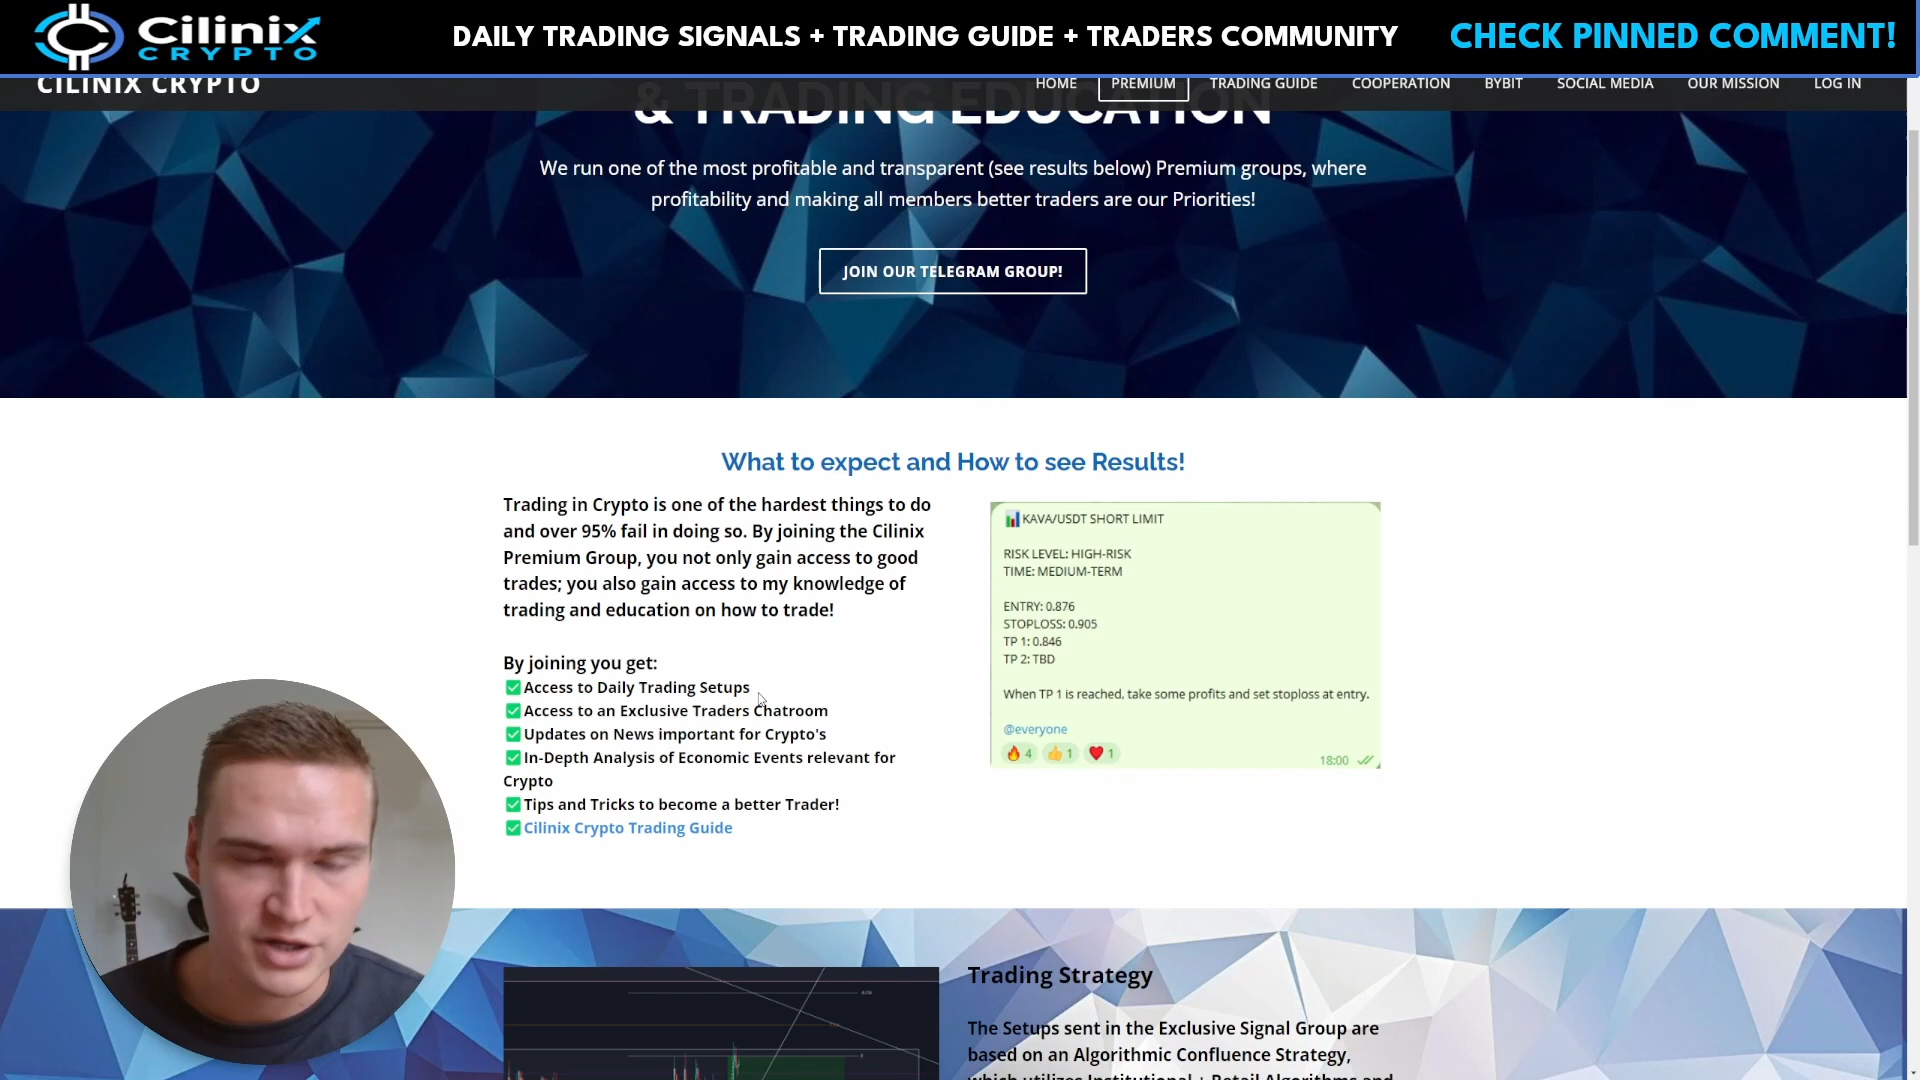 Cilinix
CRYPTO
DAILY TRADING SIGNALS + TRADING GUIDE + TRADERS COMMUNITY
CHECK PINNED COMMENT!
CILINIX CRYPTO
HOME
PREMIUM
TRADING GUIDE
COOPERATION
BYBIT
SOCIAL MEDIA
OUR MISSION
LOG IN
& TRADING EDUCATION
We run one of the most profitable and transparent (see results below) Premium groups, where
profitability and making all members better traders are our Priorities!
JOIN OUR TELEGRAM GROUP!
What to expect and How to see Results!
Trading in Crypto is one of the hardest things to do
and over 95% fail in doing so. By joining the Cilinix
Premium Group, you not only gain access to good
trades; you also gain access to my knowledge of
trading and education on how to trade!
By joining you get:
✅Access to Daily Trading Setups
✅Access to an Exclusive Traders Chatroom
✅Updates on News important for Crypto's
✅In-Depth Analysis of Economic Events relevant for
Crypto
✅Tips and Tricks to become a better Trader!
✅Cilinix Crypto Trading Guide
📊KAVA/USDT SHORT LIMIT
RISK LEVEL: HIGH-RISK
TIME: MEDIUM-TERM
ENTRY: 0.876
STOPLOSS: 0.905
TP 1: 0.846
TP 2: TBD
When TP 1 is reached, take some profits and set stoploss at entry.
@everyone
🔥 4 👍 1 ❤️ 1
18:00
Trading Strategy
The Setups sent in the Exclusive Signal Group are
based on an Algorithmic Confluence Strategy,
which utilizes Institutional + Retail Algorithms and